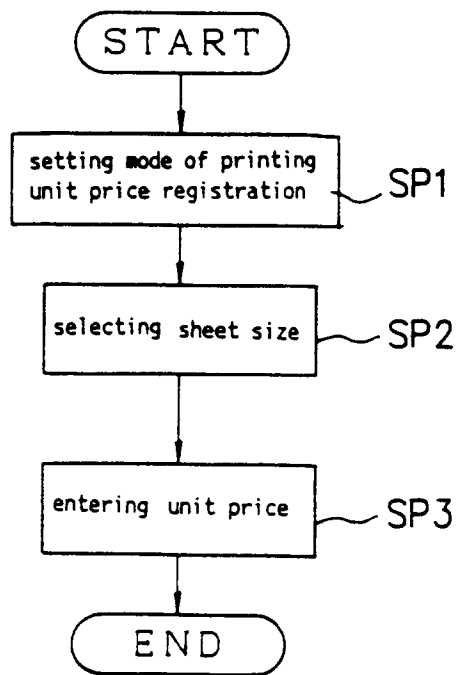 START
setting mode of printing
unit price registration
SP1
selecting sheet size
SP2
entering unit price
SP3
END